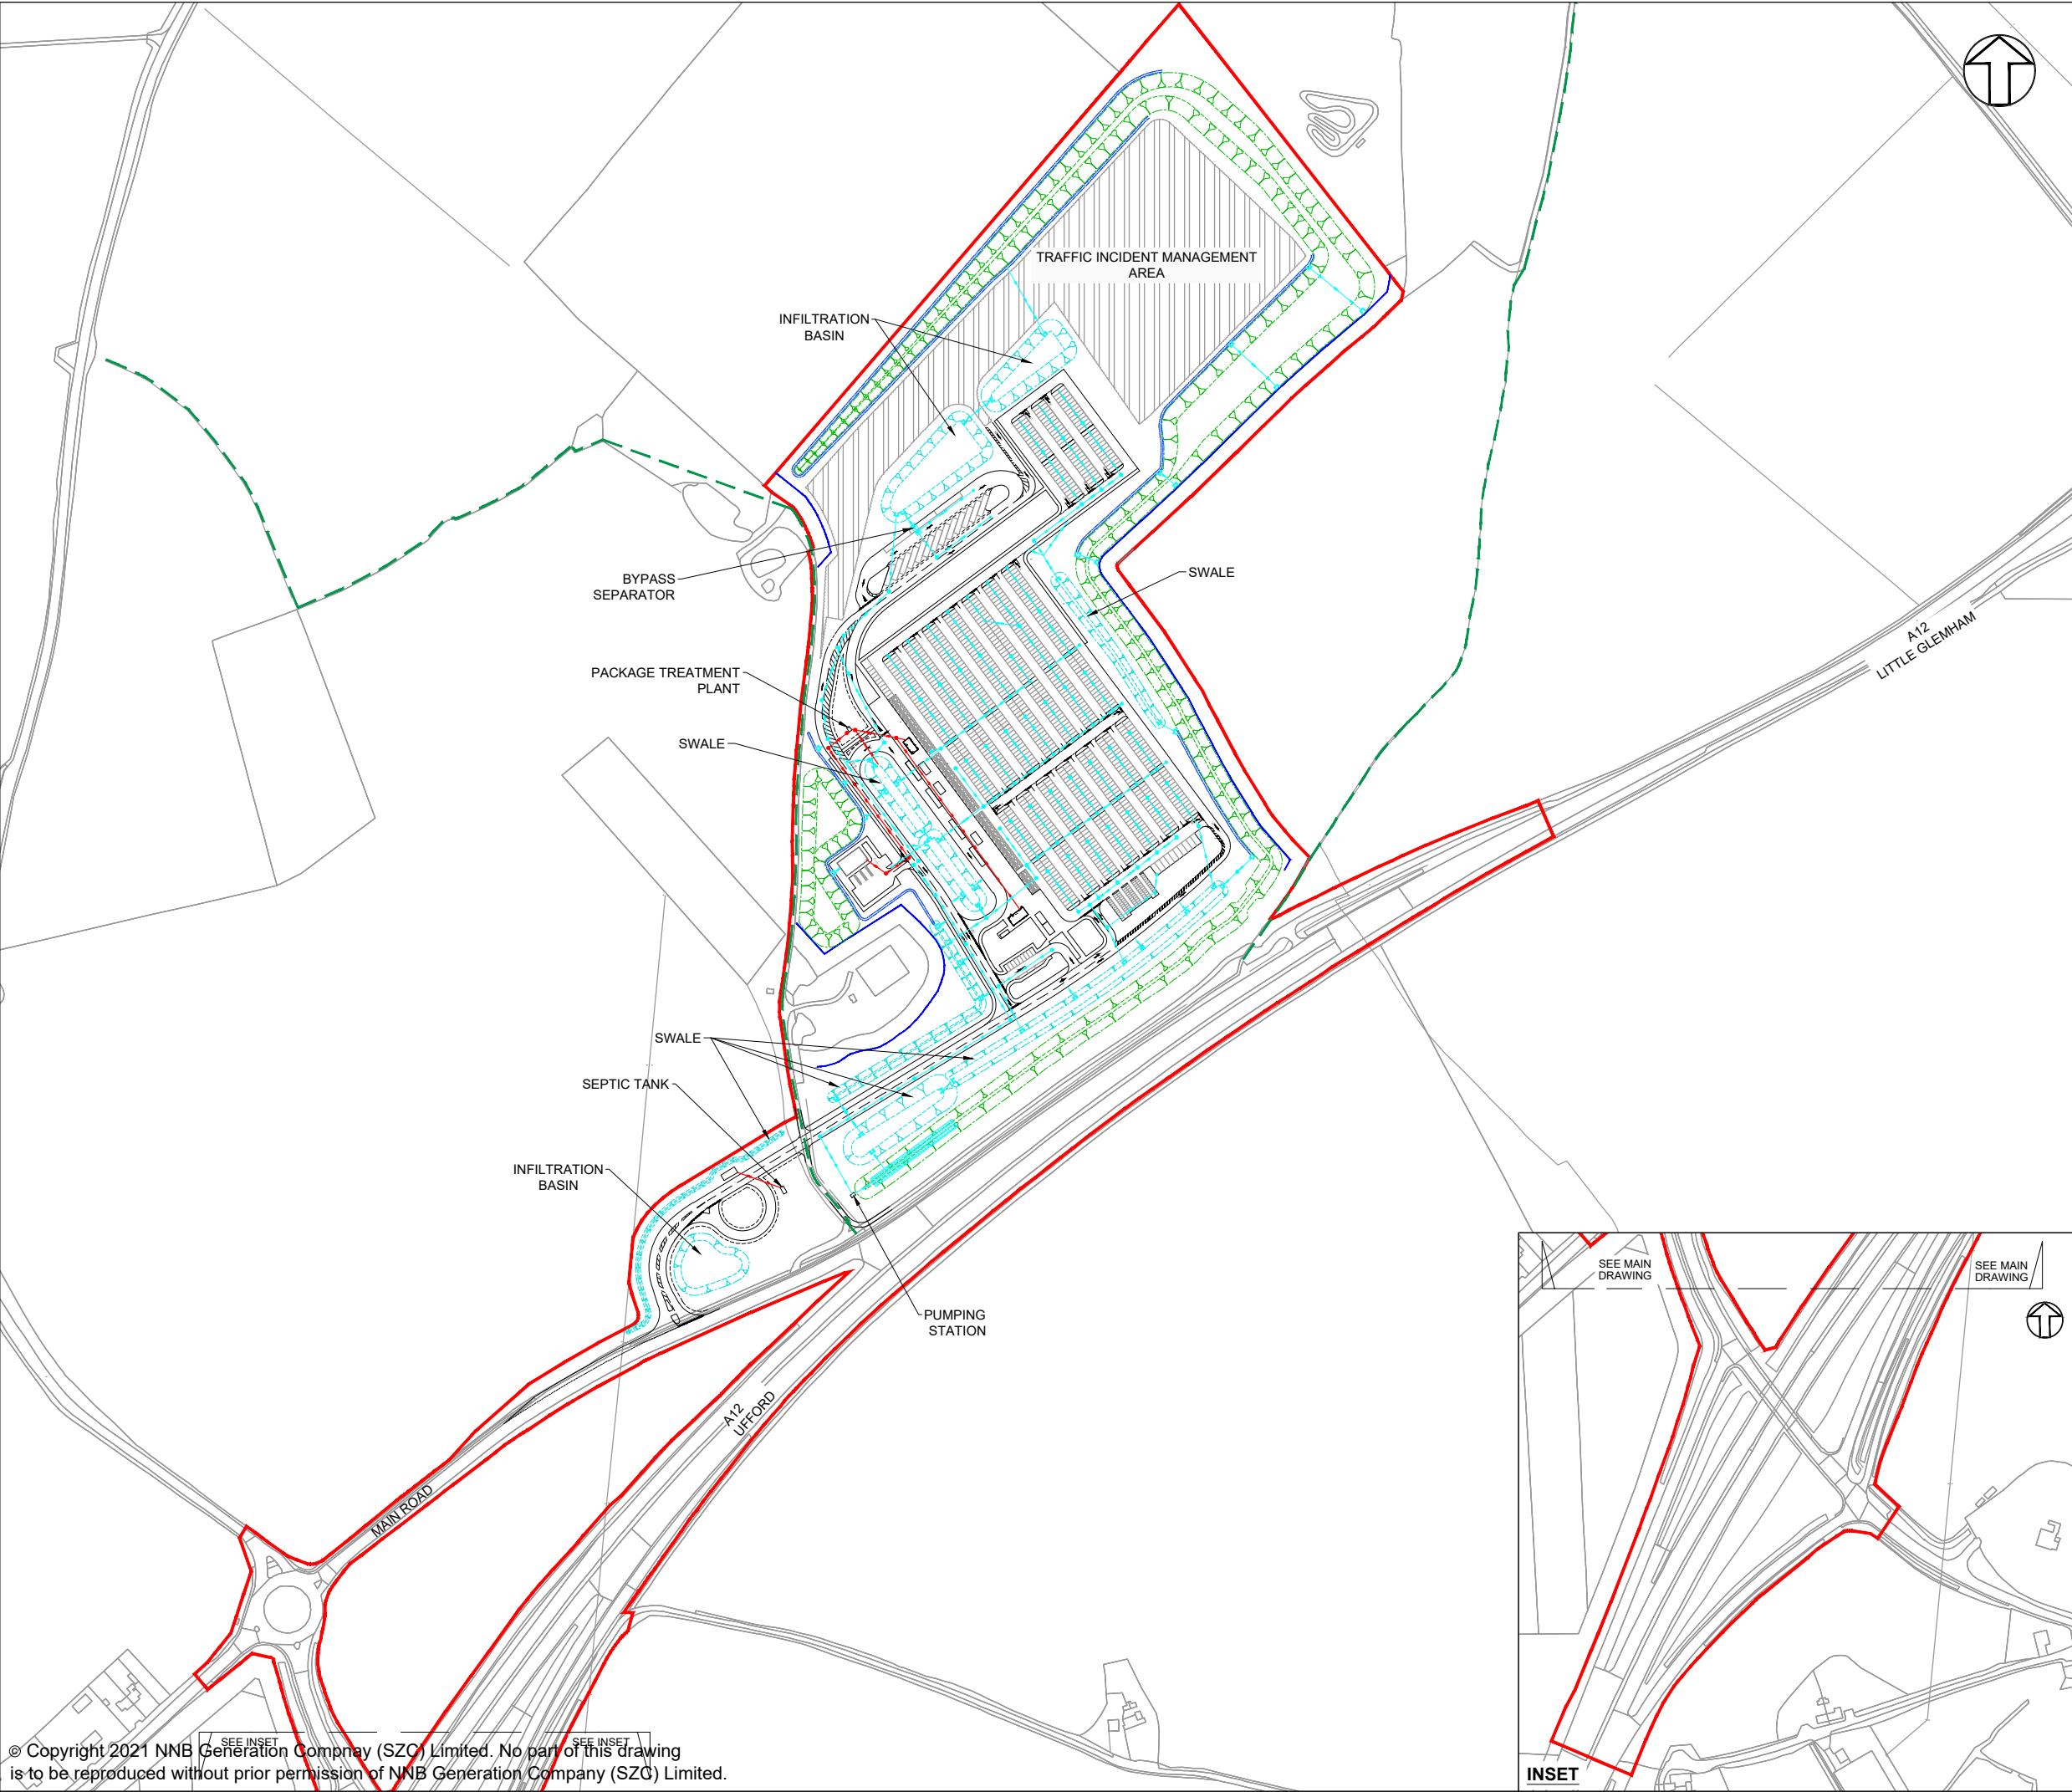 TRAFFIC INCIDENT MANAGEMENT
AREA
INFILTRATION
BASIN
BYPASS
SEPARATOR
SWALE
A12
LITTLE GLEMHAM
PACKAGE TREATMENT
PLANT
SWALE
SWALE
SEPTIC TANK
INFILTRATION
BASIN
PUMPING
STATION
A12
UFFORD
MAIN ROAD
SEE INSET
SEE INSET
© Copyright 2021 NNB Generation Compnay (SZC) Limited. No part of this drawing
is to be reproduced without prior permission of NNB Generation Company (SZC) Limited.
SEE MAIN
DRAWING
SEE MAIN
DRAWING
INSET